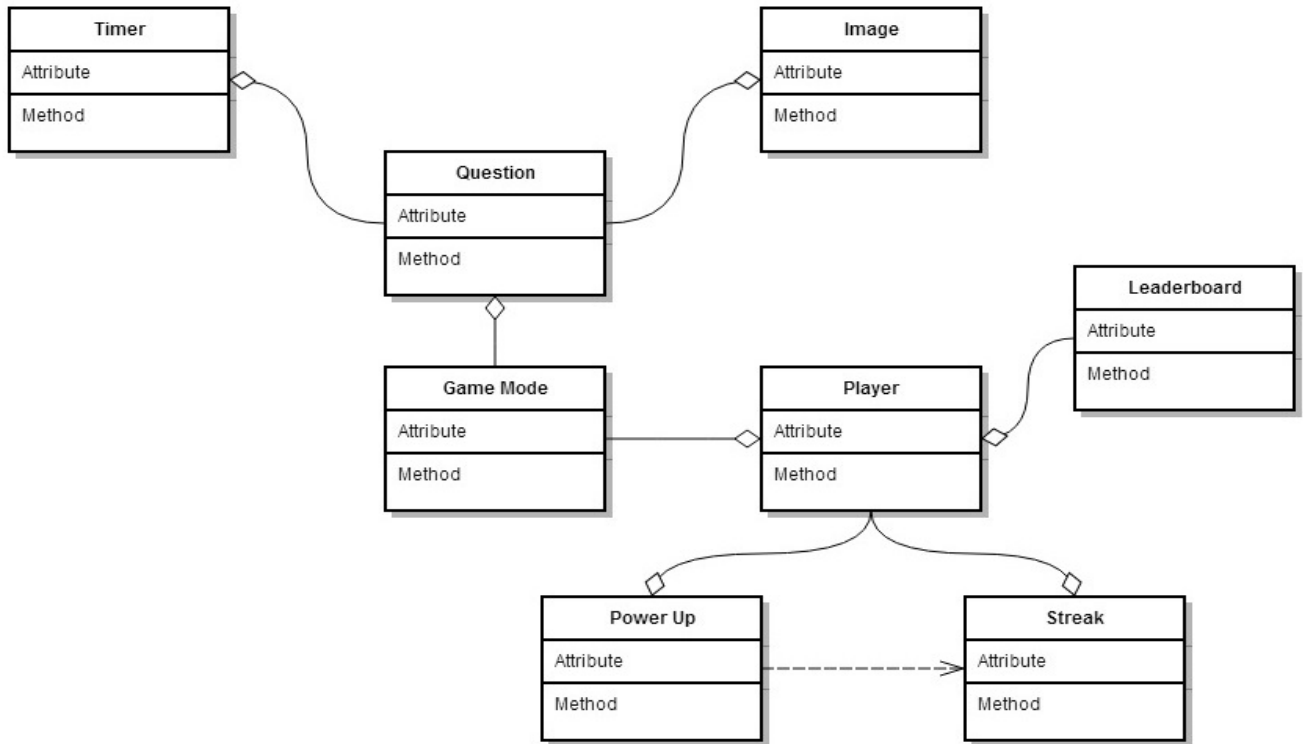 Timer
Attribute
Method
Image
Attribute
Method
Question
Attribute
Method
Leaderboard
Attribute
Method
Game Mode
Attribute
Method
Player
Attribute
Method
Power Up
Attribute
Method
Streak
Attribute
Method